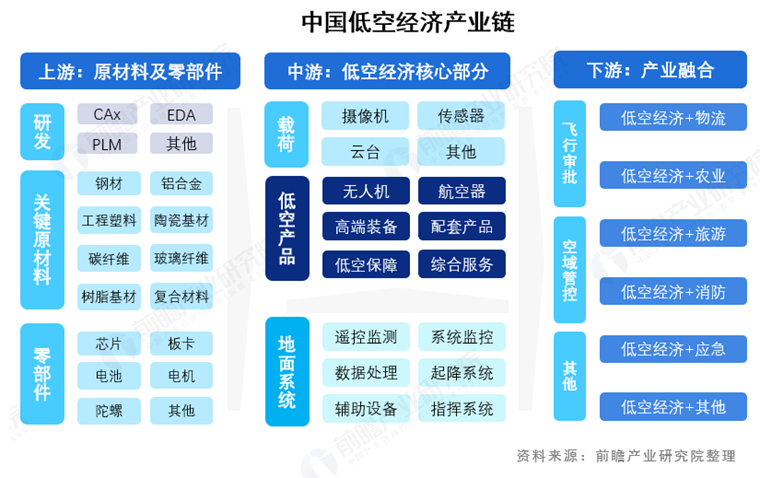 中国低空经济产业链
上游：原材料及零部件
研发
CAx
EDA
PLM
其他
关键原材料
钢材
铝合金
工程塑料
陶瓷基材
碳纤维
玻璃纤维
树脂基材
复合材料
零部件
芯片
板卡
电池
电机
陀螺
其他
中游：低空经济核心部分
载荷
摄像机
传感器
云台
其他
低空产品
无人机
航空器
高端装备
配套产品
低空保障
综合服务
地面系统
遥控监测
系统监控
数据处理
起降系统
辅助设备
指挥系统
下游：产业融合
飞行审批
空域管控
其他
低空经济+物流
低空经济+农业
低空经济+旅游
低空经济+消防
低空经济+应急
低空经济+其他
资料来源：前瞻产业研究院整理
前瞻产业研究院